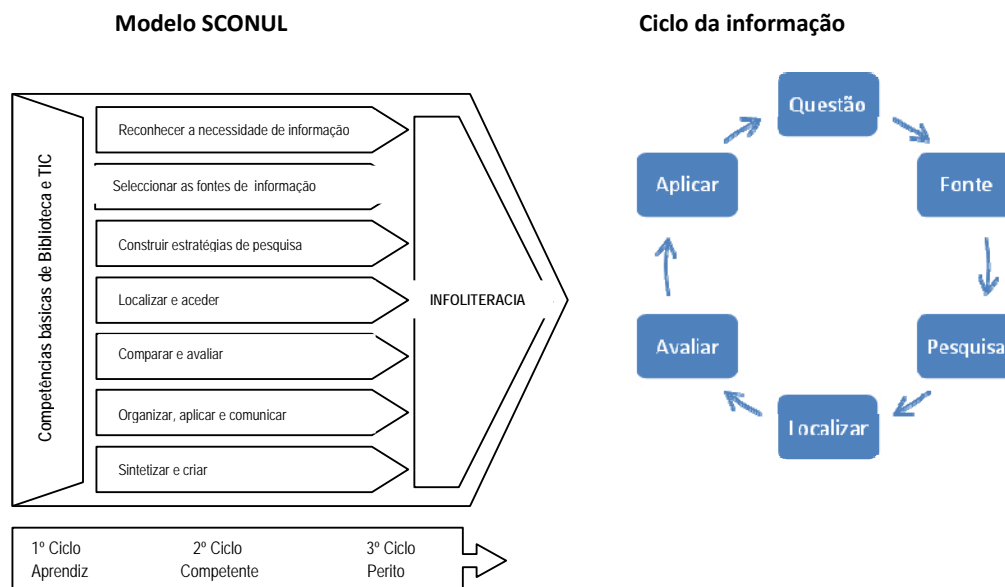 Modelo SCONUL
Competências básicas de Biblioteca e TIC
Reconhecer a necessidade de informação
Seleccionar as fontes de informação
Construir estratégias de pesquisa
Localizar e aceder
Comparar e avaliar
Organizar, aplicar e comunicar
Sintetizar e criar
INFOLITERACIA
1º Ciclo
Aprendiz
2º Ciclo
Competente
3º Ciclo
Perito
Ciclo da informação
Questão
Fonte
Pesquisa
Localizar
Avaliar
Aplicar